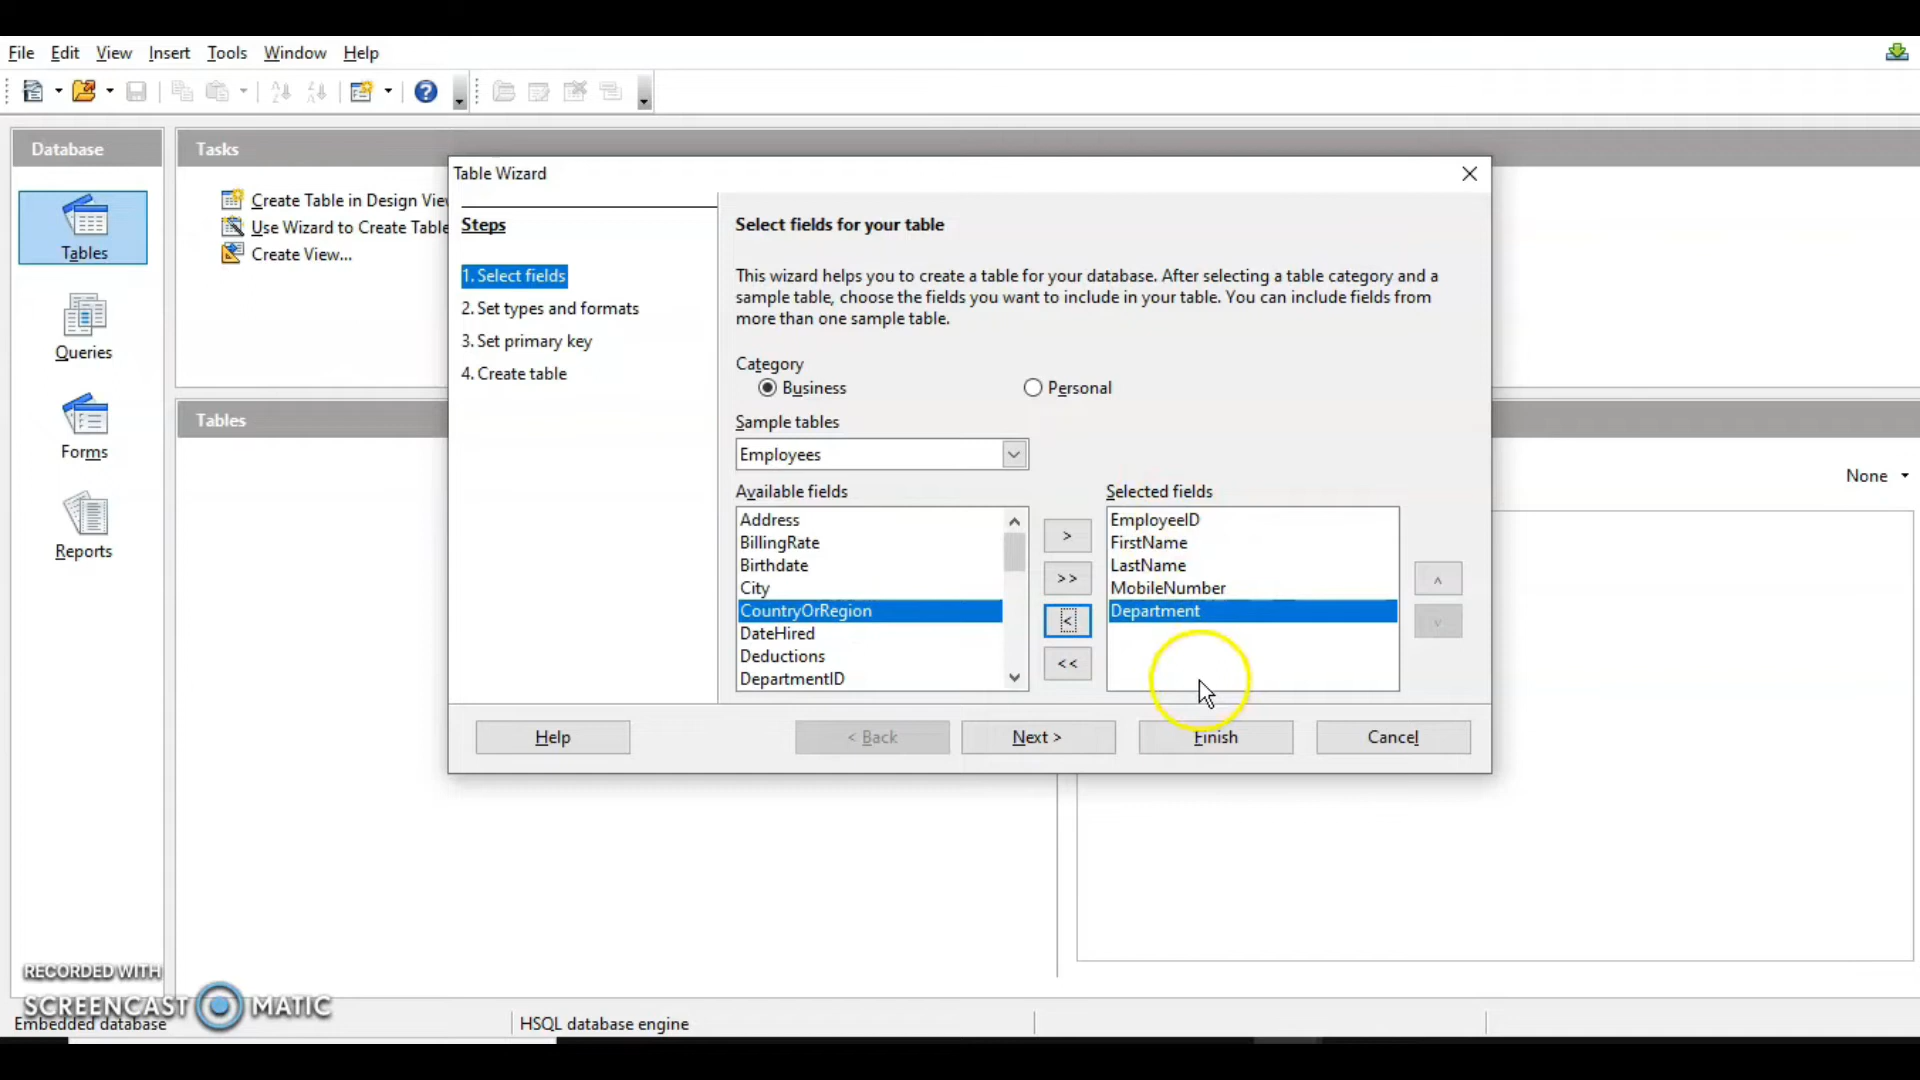 File Edit View Insert Tools Window Help
Database
Tables
Queries
Forms
Reports
Tasks
Create Table in Design Vie
Use Wizard to Create Table
Create View...
Tables
None
Table Wizard
Steps
1. Select fields
2. Set types and formats
3. Set primary key
4. Create table
Select fields for your table
This wizard helps you to create a table for your database. After selecting a table category and a
sample table, choose the fields you want to include in your table. You can include fields from
more than one sample table.
Category
Business Personal
Sample tables
Employees
Available fields
Address
BillingRate
Birthdate
City
CountryOrRegion
DateHired
Deductions
DepartmentID
>
>>
<
<<
Selected fields
EmployeeID
FirstName
LastName
MobileNumber
Department
Help < Back Next > Finish Cancel
RECORDED WITH
SCREENCAST MATIC
Embedded database HSQL database engine